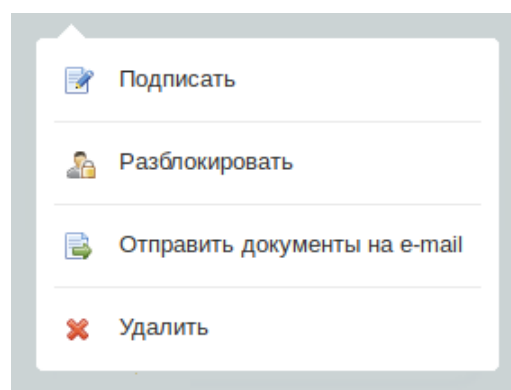 Подписать
Разблокировать
Отправить документы на e-mail
Удалить